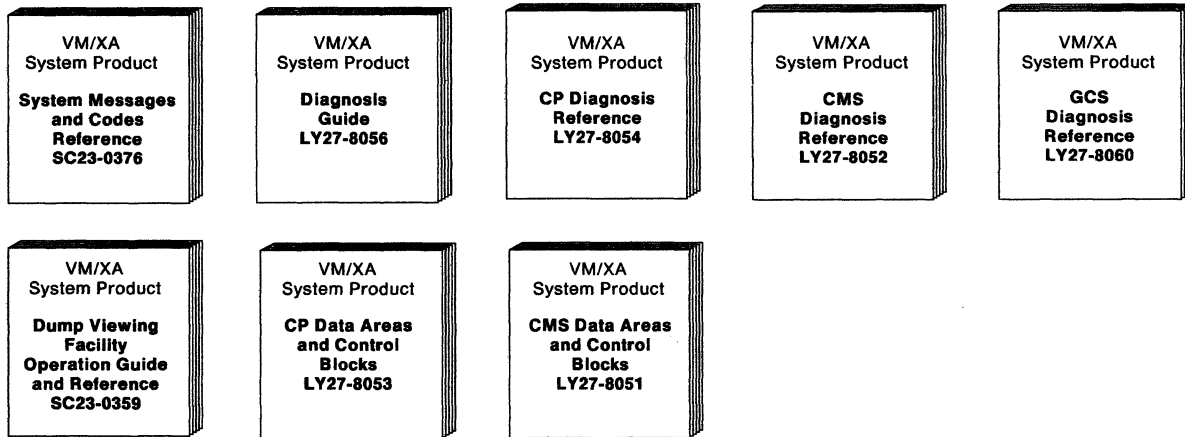 VM/XA
System Product
System Messages
and Codes
Reference
SC23-0376
VM/XA
System Product
Diagnosis
Guide
LY27-8056
VM/XA
System Product
CP Diagnosis
Reference
LY27-8054
VM/XA
System Product
CMS
Diagnosis
Reference
LY27-8052
VM/XA
System Product
GCS
Diagnosis
Reference
LY27-8060
VM/XA
System Product
Dump Viewing
Facility
Operation Guide
and Reference
SC23-0359
VM/XA
System Product
CP Data Areas
and Control
Blocks
LY27-8053
VM/XA
System Product
CMS Data Areas
and Control
Blocks
LY27-8051